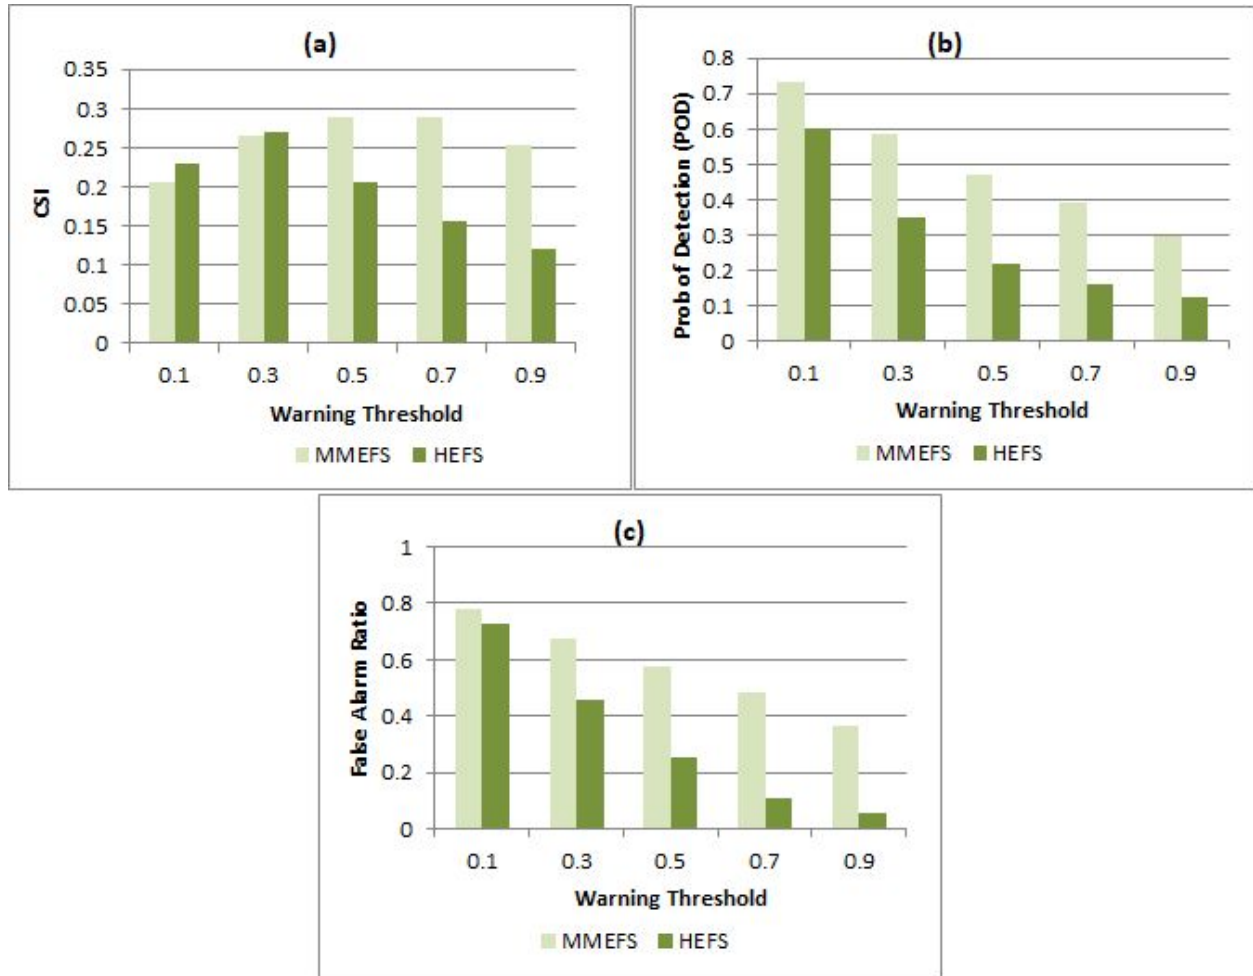 (a)
0.35
0.3
0.25
0.2
0.15
0.1
0.05
0
CSI
0.1 0.3 0.5 0.7 0.9
Warning Threshold
MMEFS HEFS
(b)
0.8
0.7
0.6
0.5
0.4
0.3
0.2
0.1
0
Prob of Detection (POD)
0.1 0.3 0.5 0.7 0.9
Warning Threshold
MMEFS HEFS
(c)
1
0.8
0.6
0.4
0.2
0
False Alarm Ratio
0.1 0.3 0.5 0.7 0.9
Warning Threshold
MMEFS HEFS